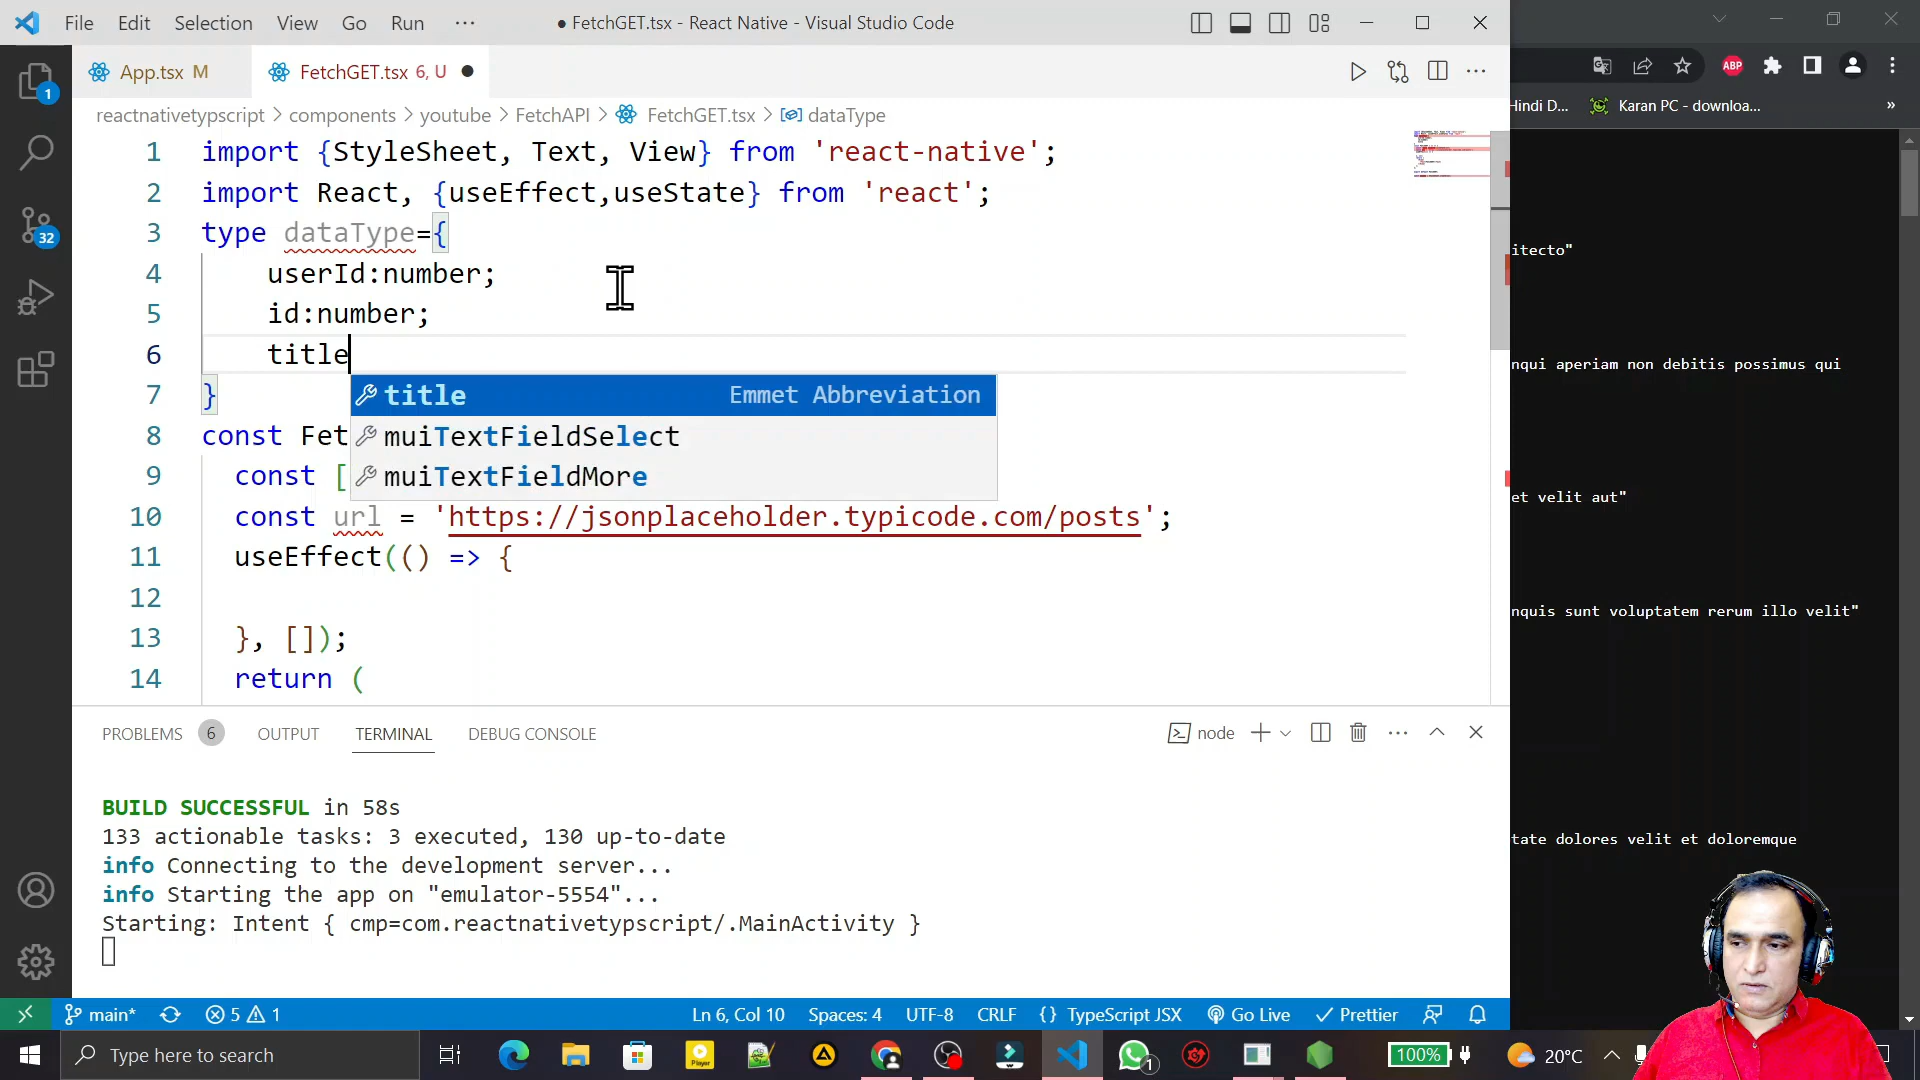 File Edit Selection View Go Run ··· ● FetchGET.tsx - React Native - Visual Studio Code
App.tsx M FetchGET.tsx 6, U ●
reactnativetypscript > components > youtube > FetchAPI > FetchGET.tsx > dataType
1 import {StyleSheet, Text, View} from 'react-native';
2 import React, {useEffect,useState} from 'react';
3 type dataType={
4 userId:number;
5 id:number;
6 title
7 }
title Emmet Abbreviation
8 const Fet
muiTextFieldSelect
9 const [
muiTextFieldMore
10 const url = 'https://jsonplaceholder.typicode.com/posts';
11 useEffect(() => {
12
13 }, []);
14 return (
PROBLEMS 6 OUTPUT TERMINAL DEBUG CONSOLE
node
BUILD SUCCESSFUL in 58s
133 actionable tasks: 3 executed, 130 up-to-date
info Connecting to the development server...
info Starting the app on "emulator-5554"...
Starting: Intent { cmp=com.reactnativetypscript/.MainActivity }
1
32
main* 5 1 Ln 6, Col 10 Spaces: 4 UTF-8 CRLF {} TypeScript JSX Go Live Prettier
Type here to search
Player
1
100% 20°C
ABP
Hindi D... Karan PC - downloa... »
itecto"
nqui aperiam non debitis possimus qui
et velit aut"
nquis sunt voluptatem rerum illo velit"
tate dolores velit et doloremque